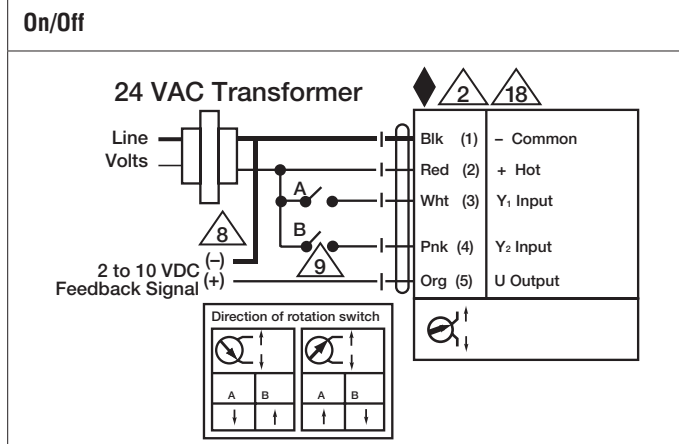 On/Off
24 VAC Transformer
2 18
Line
Volts
Blk (1) – Common
Red (2) + Hot
A
Wht (3) Y₁ Input
B
Pnk (4) Y₂ Input
8
9
2 to 10 VDC (–)
Feedback Signal (+)
Org (5) U Output
Direction of rotation switch
A B A B